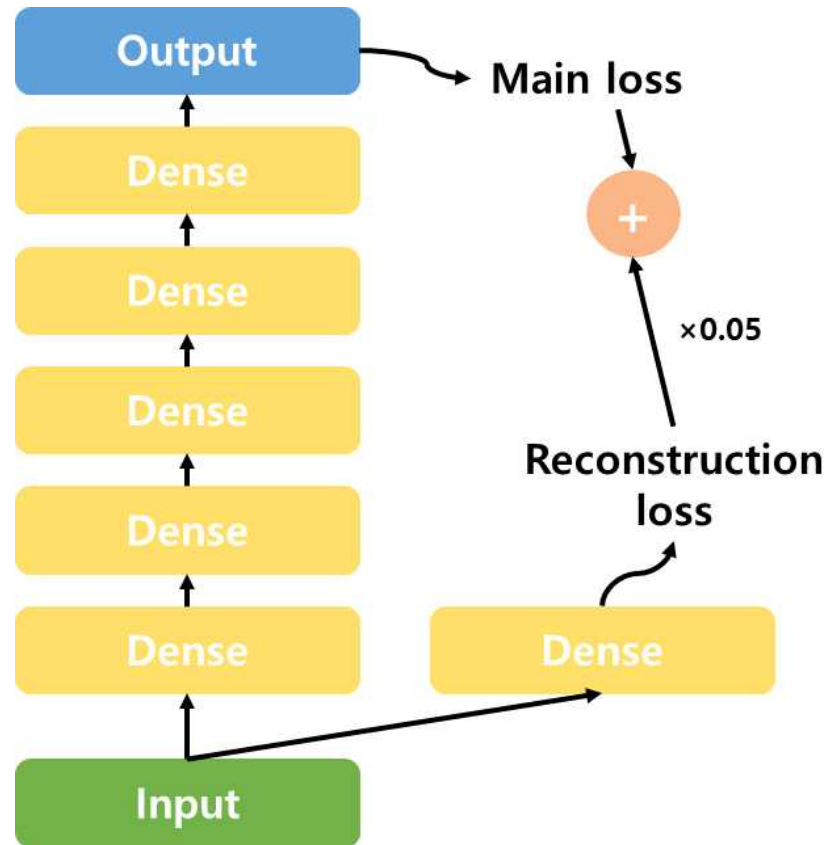 Output
Main loss
Dense
+
Dense
×0.05
Dense
Reconstruction
loss
Dense
Dense
Dense
Input